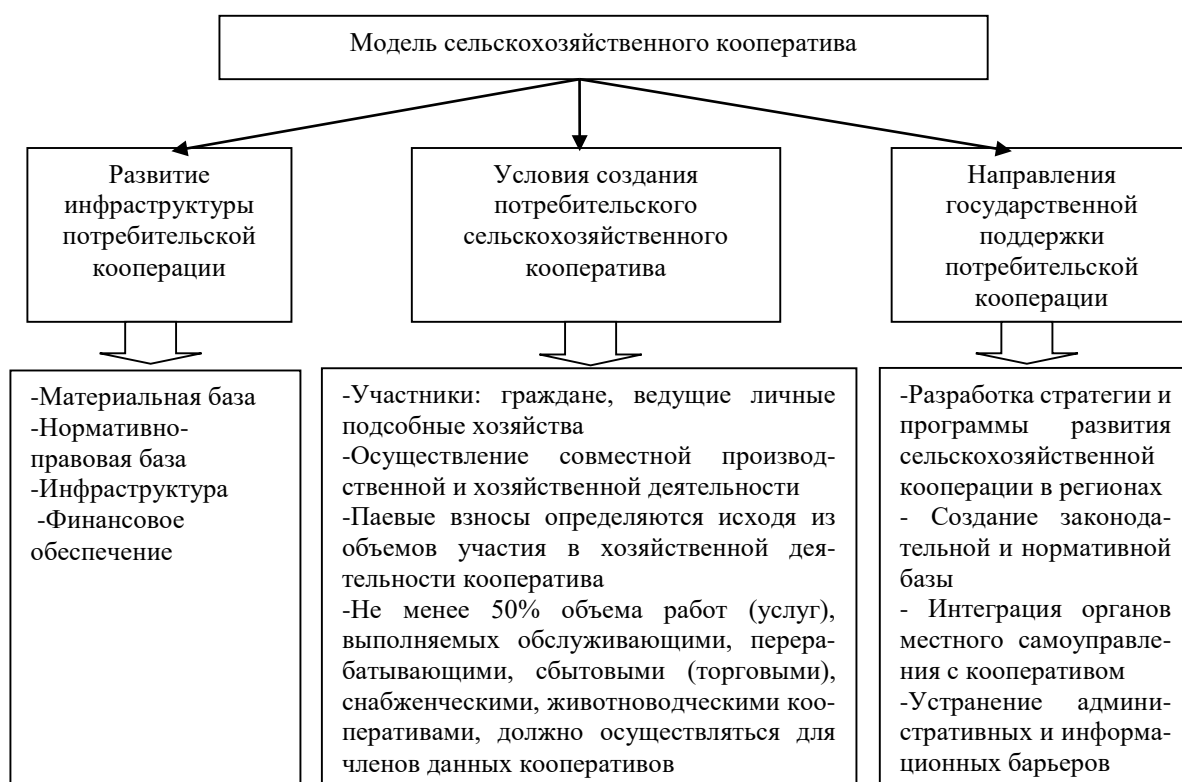 Модель сельскохозяйственного кооператива
Развитие
инфраструктуры
потребительской
кооперации
Условия создания
потребительского
сельскохозяйственного
кооператива
Направления
государственной
поддержки
потребительской
кооперации
-Материальная база
-Нормативно-
правовая база
-Инфраструктура
-Финансовое
обеспечение
-Участники: граждане, ведущие личные
подсобные хозяйства
-Осуществление совместной производ-
ственной и хозяйственной деятельности
-Паевые взносы определяются исходя из
объемов участия в хозяйственной дея-
тельности кооператива
-Не менее 50% объема работ (услуг),
выполняемых обслуживающими, перера-
батывающими, сбытовыми (торговыми),
снабженческими, животноводческими коо-
перативами, должно осуществляться для
членов данных кооперативов
-Разработка стратегии и
программы развития
сельскохозяйственной
кооперации в регионах
- Создание законода-
тельной и нормативной
базы
- Интеграция органов
местного самоуправле-
ния с кооперативом
-Устранение админи-
стративных и информа-
ционных барьеров